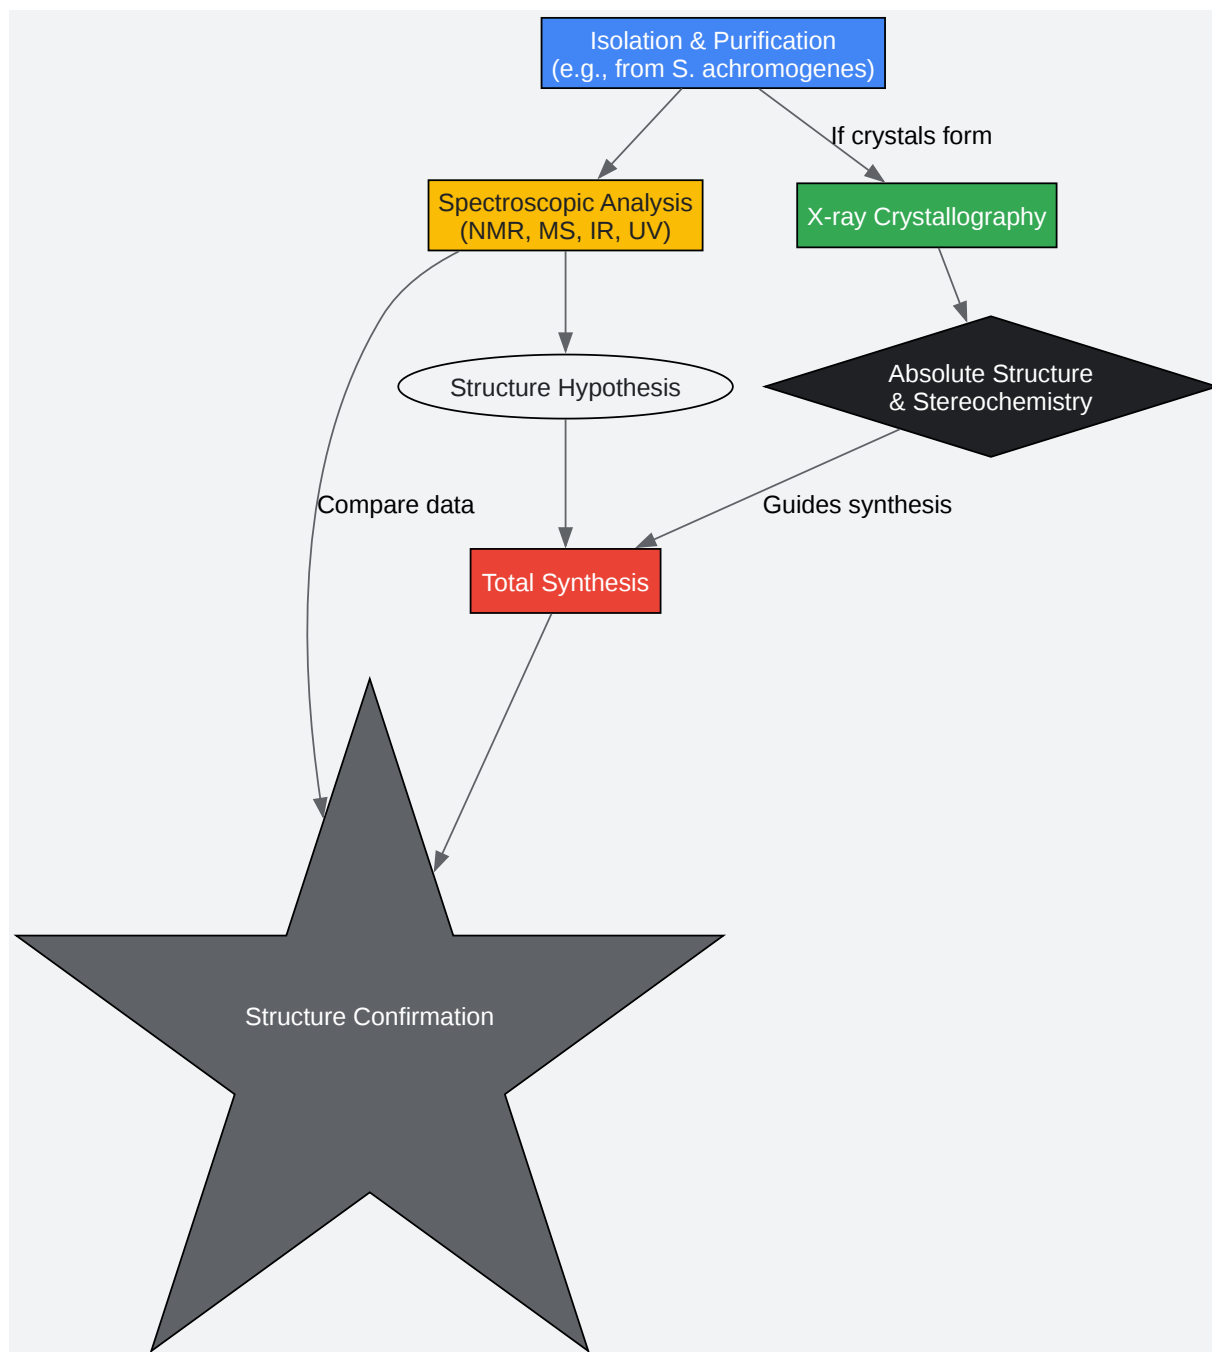 Isolation & Purification
(e.g., from S. achromogenes)
If crystals form
Spectroscopic Analysis
(NMR, MS, IR, UV)
X-ray Crystallography
Structure Hypothesis
Absolute Structure
& Stereochemistry
Compare data
Guides synthesis
Total Synthesis
Structure Confirmation